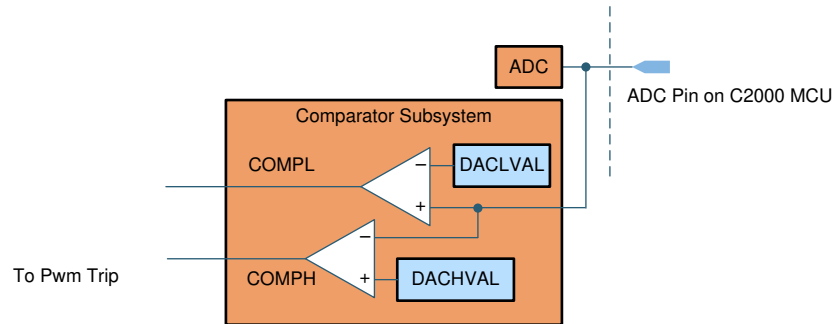 ADC
ADC Pin on C2000 MCU
Comparator Subsystem
COMPL
−
DACLVAL
+
−
To Pwm Trip
COMPH
+
DACHVAL